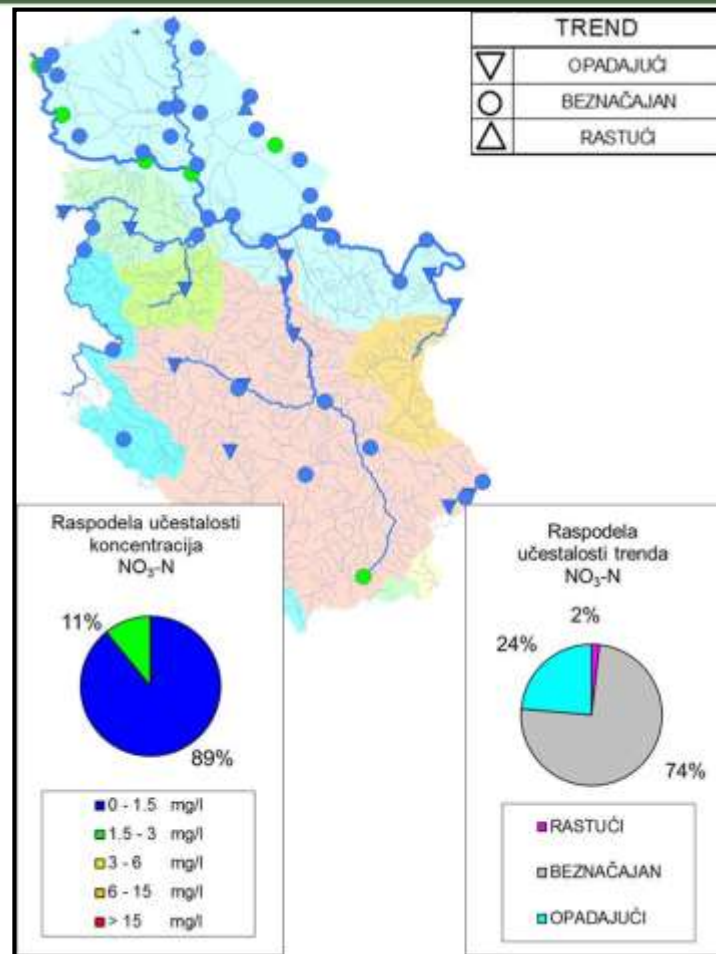 TREND
OPADAJUĆI
BEZNAČAJAN
RASTUĆI
Raspodela učestalosti
koncentracija
NO₃-N
11%
89%
0 - 1.5 mg/l
1.5 - 3 mg/l
3 - 6 mg/l
6 - 15 mg/l
> 15 mg/l
Raspodela
učestalosti trenda
NO₃-N
2%
24%
74%
RASTUĆI
BEZNAČAJAN
OPADAJUĆI